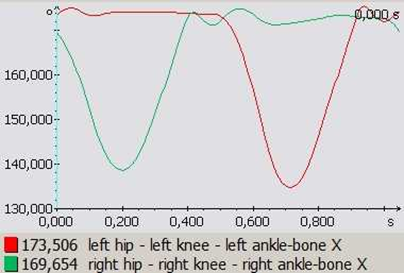 o
0,000 s
160,000
150,000
140,000
130,000
0,000 0,200 0,400 0,600 0,800 s
173,506 left hip - left knee - left ankle-bone X
169,654 right hip - right knee - right ankle-bone X